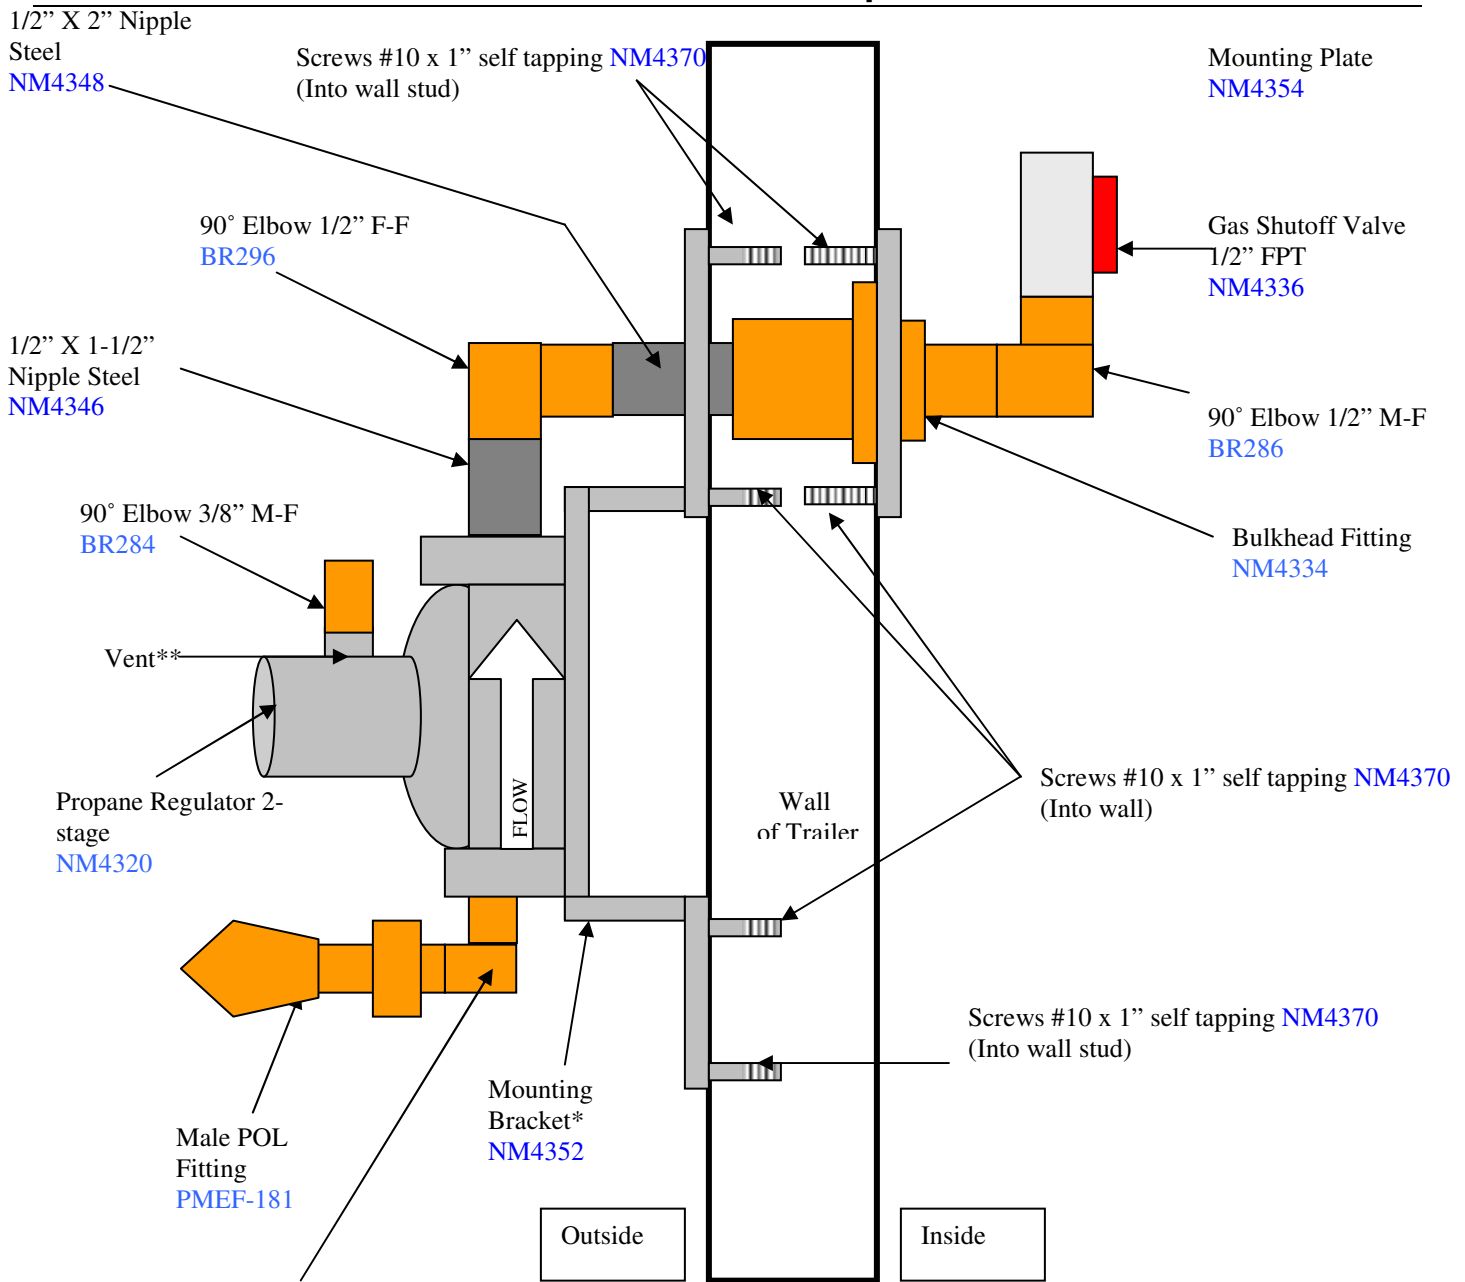 1/2” X 2” Nipple
Steel
NM4348
Screws #10 x 1” self tapping NM4370
(Into wall stud)
Mounting Plate
NM4354
90˚ Elbow 1/2” F-F
BR296
Gas Shutoff Valve
1/2” FPT
NM4336
1/2” X 1-1/2”
Nipple Steel
NM4346
90˚ Elbow 1/2” M-F
BR286
90˚ Elbow 3/8” M-F
BR284
Bulkhead Fitting
NM4334
Vent**
Propane Regulator 2-
stage
NM4320
FLOW
Wall
of Trailer
Screws #10 x 1” self tapping NM4370
(Into wall)
Screws #10 x 1” self tapping NM4370
(Into wall stud)
Mounting
Bracket*
NM4352
Male POL
Fitting
PMEF-181
Outside
Inside